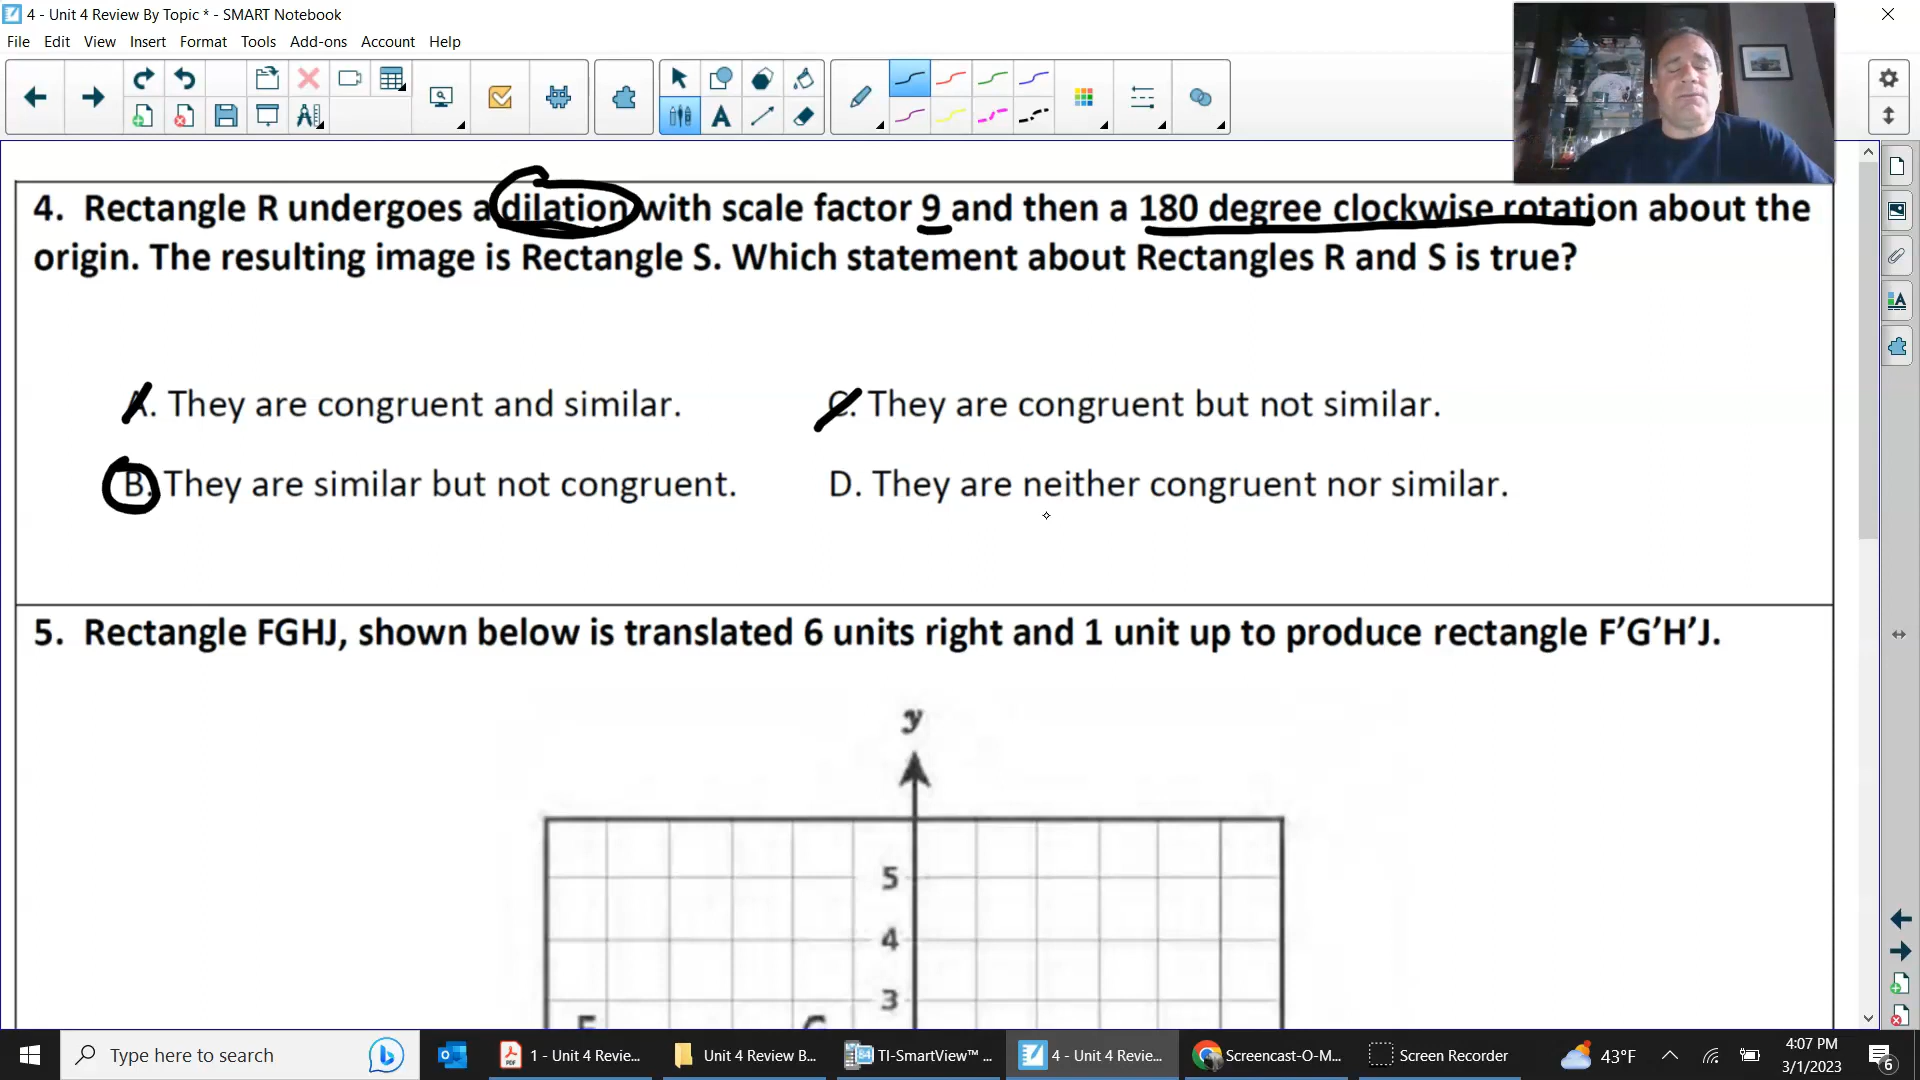 4 - Unit 4 Review By Topic * - SMART Notebook
File Edit View Insert Format Tools Add-ons Account Help
4. Rectangle R undergoes a dilation with scale factor 9 and then a 180 degree clockwise rotation about the
origin. The resulting image is Rectangle S. Which statement about Rectangles R and S is true?
A. They are congruent and similar.
C. They are congruent but not similar.
B. They are similar but not congruent.
D. They are neither congruent nor similar.
5. Rectangle FGHJ, shown below is translated 6 units right and 1 unit up to produce rectangle F’G’H’J.
y
5
4
3
Type here to search
1 - Unit 4 Revie...
Unit 4 Review B...
TI-SmartView™ ...
4 - Unit 4 Revie...
Screencast-O-M...
Screen Recorder
43°F
4:07 PM
3/1/2023
6